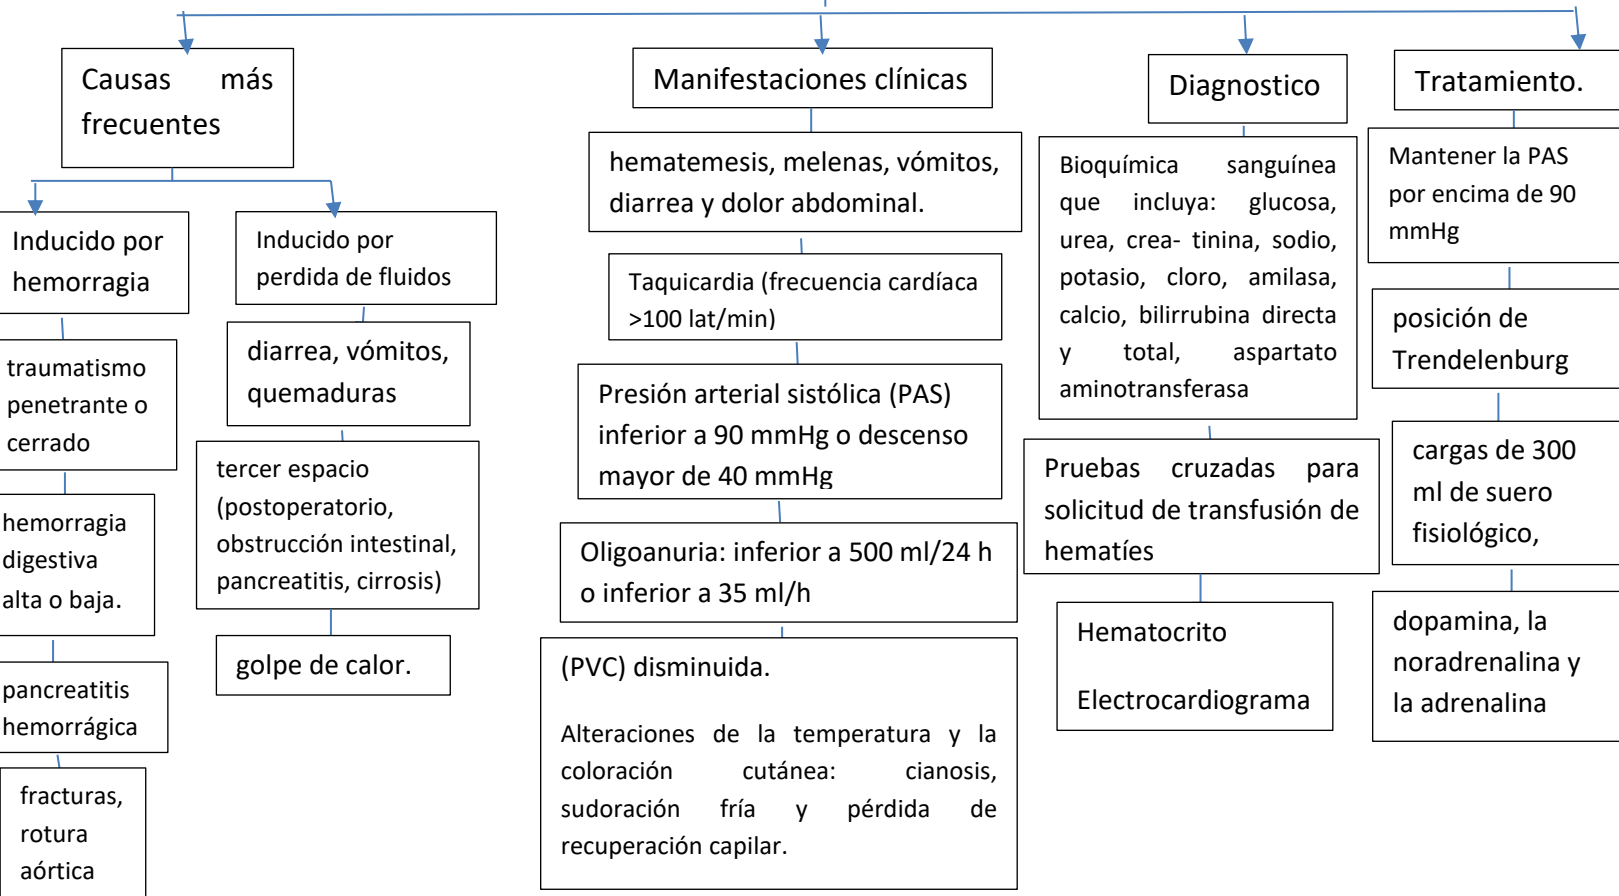 Causas más
frecuentes
Inducido por
hemorragia
traumatismo
penetrante o
cerrado
hemorragia
digestiva
alta o baja.
pancreatitis
hemorrágica
fracturas,
rotura
aórtica
Inducido por
perdida de fluidos
diarrea, vómitos,
quemaduras
tercer espacio
(postoperatorio,
obstrucción intestinal,
pancreatitis, cirrosis)
golpe de calor.
Manifestaciones clínicas
hematemesis, melenas, vómitos,
diarrea y dolor abdominal.
Taquicardia (frecuencia cardíaca
>100 lat/min)
Presión arterial sistólica (PAS)
inferior a 90 mmHg o descenso
mayor de 40 mmHg
Oligoanuria: inferior a 500 ml/24 h
o inferior a 35 ml/h
(PVC) disminuida.
Alteraciones de la temperatura y la
coloración cutánea: cianosis,
sudoración fría y pérdida de
recuperación capilar.
Diagnostico
Bioquímica sanguínea
que incluya: glucosa,
urea, crea- tinina, sodio,
potasio, cloro, amilasa,
calcio, bilirrubina directa
y total, aspartato
aminotransferasa
Pruebas cruzadas para
solicitud de transfusión de
hematíes
Hematocrito
Electrocardiograma
Tratamiento.
Mantener la PAS
por encima de 90
mmHg
posición de
Trendelenburg
cargas de 300
ml de suero
fisiológico,
dopamina, la
noradrenalina y
la adrenalina